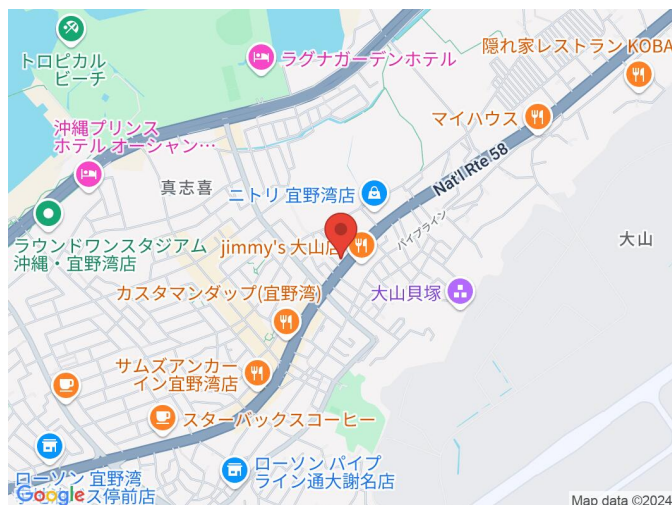 トロピカル
ビーチ
ラグナガーデンホテル
隠れ家レストラン KOBA
マイハウス
沖縄プリンス
ホテル オーシャン…
真志喜
ニトリ 宜野湾店
Nat'l Rte 58
パイプライン
ラウンドワンスタジアム
沖縄・宜野湾店
jimmy's 大山店
大山
カスタマンダップ(宜野湾)
大山貝塚
サムズアンカー
イン宜野湾店
スターバックスコーヒー
ローソン 宜野湾
ス停前店
ローソン パイプ
ライン通大謝名店
Google
Map data ©2024